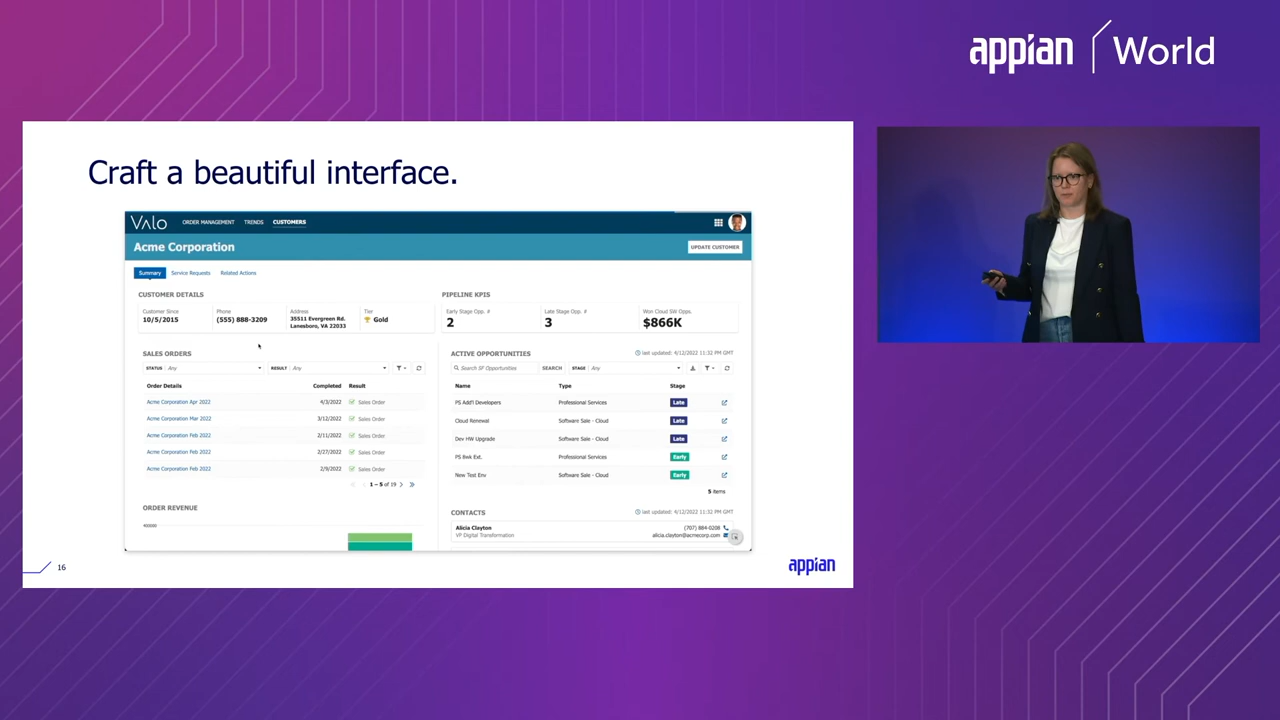 appian World
Craft a beautiful interface.
Valo ORDER MANAGEMENT TRENDS CUSTOMERS
Acme Corporation UPDATE CUSTOMER
Summary Service Requests Related Actions
CUSTOMER DETAILS
Customer Since Phone Address Tier
10/5/2015 (555) 888-3209 35511 Evergreen Rd. Gold
Lanesboro, VA 22033
PIPELINE KPIS
Early Stage Opp. # Late Stage Opp. # Won Cloud SW Opps.
2 3 $866K
SALES ORDERS
STATUS Any RESULT Any
Order Details Completed Result
Acme Corporation Apr 2022 4/3/2022 Sales Order
Acme Corporation Mar 2022 3/12/2022 Sales Order
Acme Corporation Feb 2022 2/11/2022 Sales Order
Acme Corporation Feb 2022 2/27/2022 Sales Order
Acme Corporation Feb 2022 2/9/2022 Sales Order
1 – 5 of 19
ORDER REVENUE
400000
ACTIVE OPPORTUNITIES last updated: 4/12/2022 11:32 PM GMT
Search SF Opportunities SEARCH STAGE Any
Name Type Stage
PS Add'l Developers Professional Services Late
Cloud Renewal Software Sale - Cloud Late
Dev HW Upgrade Software Sale - Cloud Late
PS 8wk Ext. Professional Services Early
New Test Env Software Sale - Cloud Early
5 items
CONTACTS last updated: 4/12/2022 11:32 PM GMT
Alicia Clayton (707) 884-0208
VP Digital Transformation alicia.clayton@acmecorp.com
16
appian